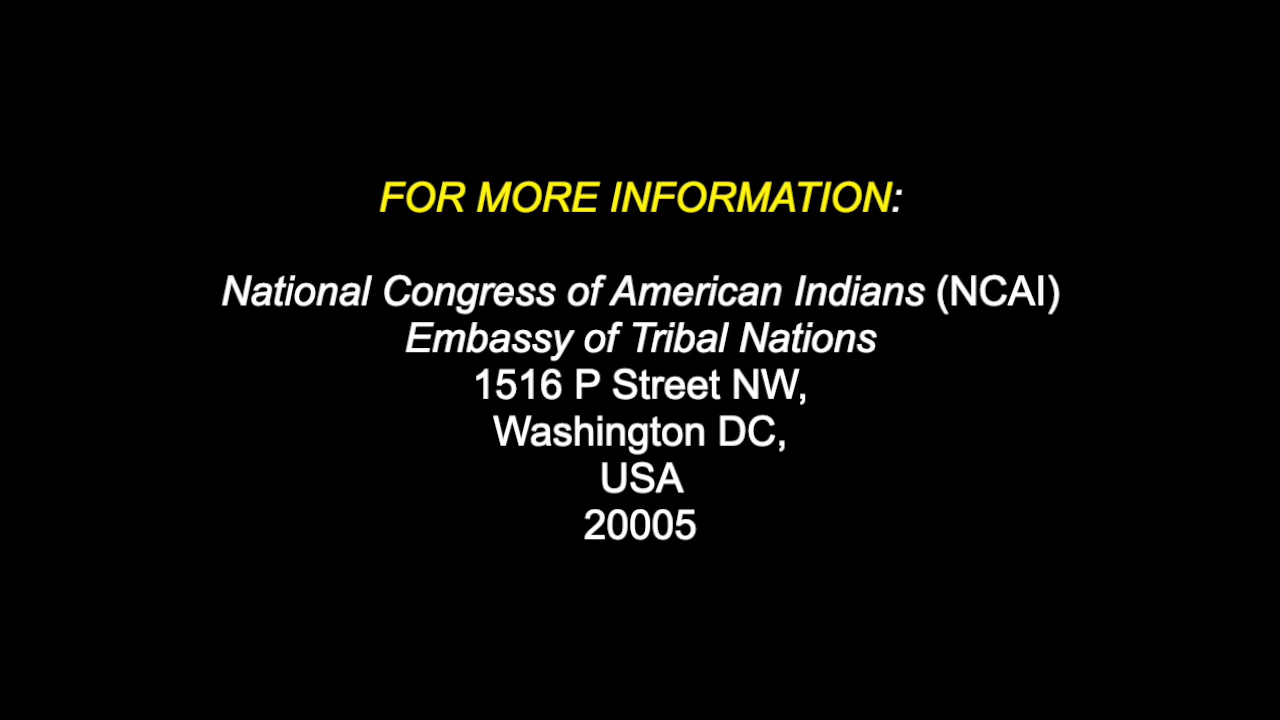 FOR MORE INFORMATION:
National Congress of American Indians (NCAI)
Embassy of Tribal Nations
1516 P Street NW,
Washington DC,
USA
20005